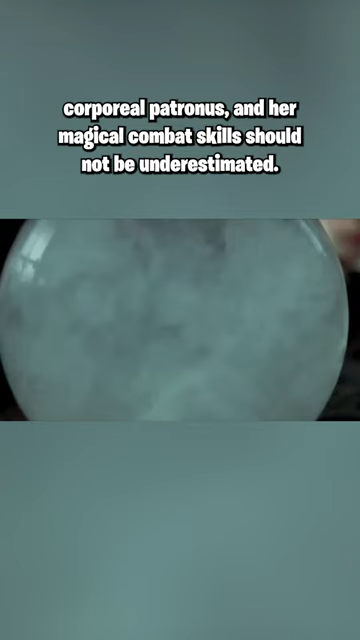 corporeal patronus, and her
magical combat skills should
not be underestimated.